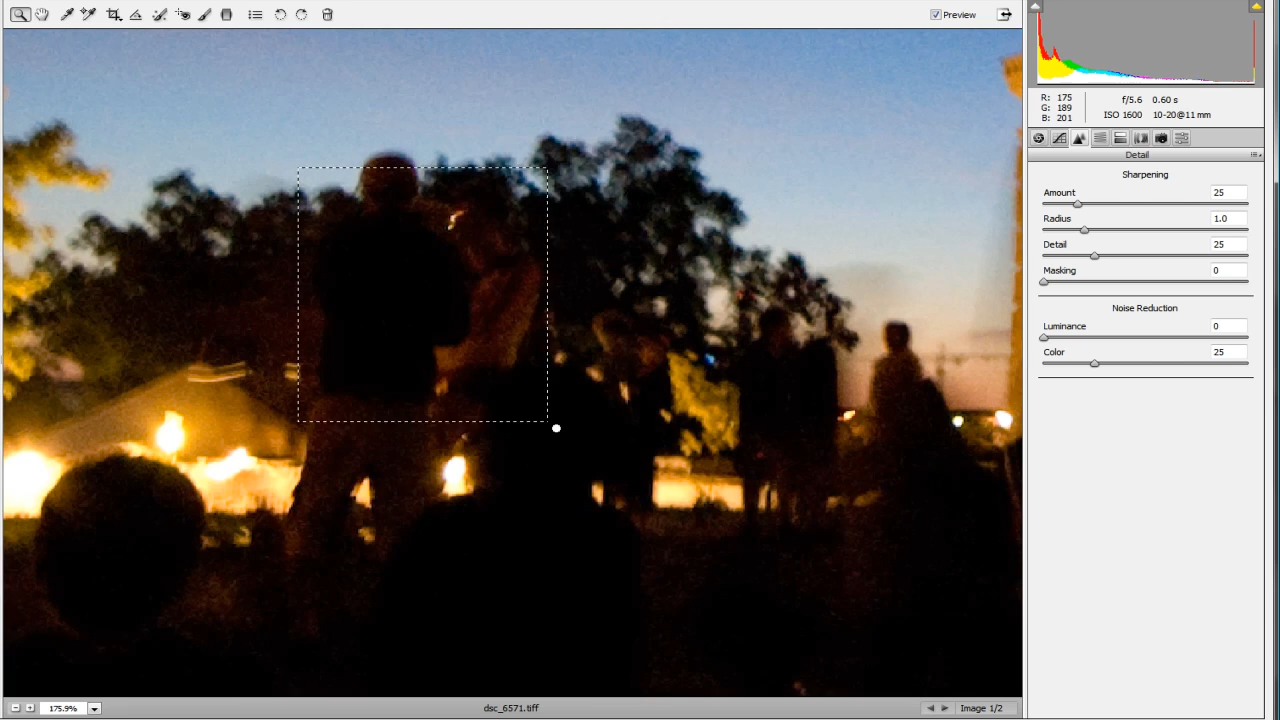 Preview
R: 175
G: 189
B: 201
f/5.6 0.60 s
ISO 1600 10-20@11 mm
Detail
Sharpening
Amount 25
Radius 1.0
Detail 25
Masking 0
Noise Reduction
Luminance 0
Color 25
175.9%
dsc_6571.tiff
Image 1/2